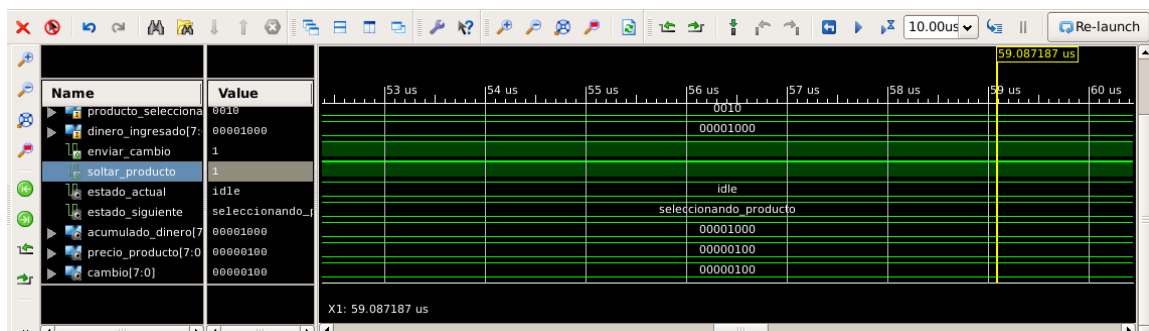 10.00us
Re-launch
59.087187 us
Name Value
53 us 54 us 55 us 56 us 57 us 58 us 59 us 60 us
producto_selecciona 0010 0010
dinero_ingresado[7: 00001000 00001000
enviar_cambio 1
soltar_producto 1
estado_actual idle idle
estado_siguiente seleccionando_p seleccionando_producto
acumulado_dinero[7 00001000 00001000
precio_producto[7:0 00000100 00000100
cambio[7:0] 00000100 00000100
X1: 59.087187 us